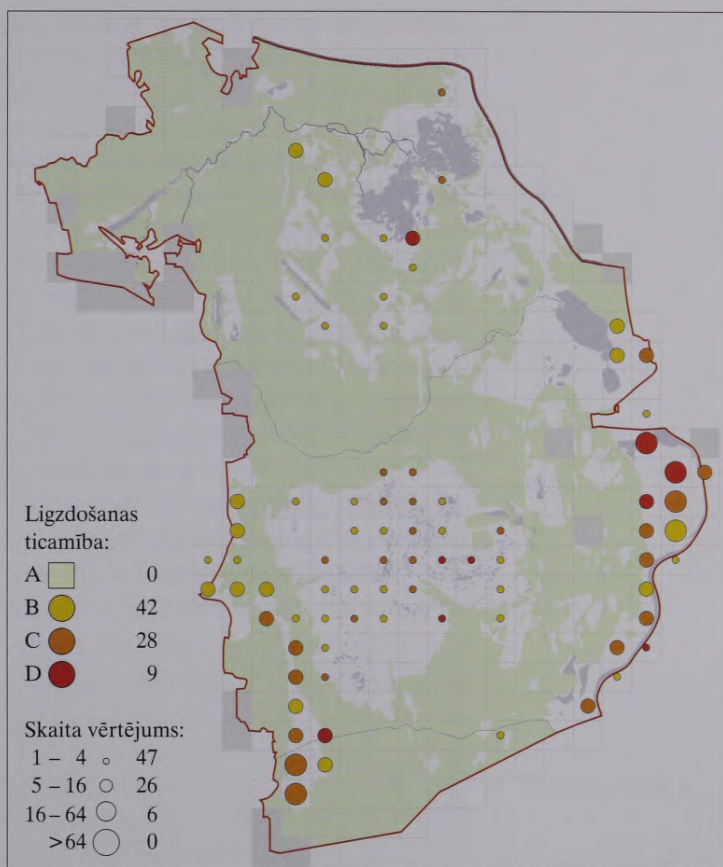 Ligzdošanas
ticamība:
A 0
B 42
C 28
D 9
Skaita vērtējums:
1 – 4 47
5 – 16 26
16 – 64 6
>64 0